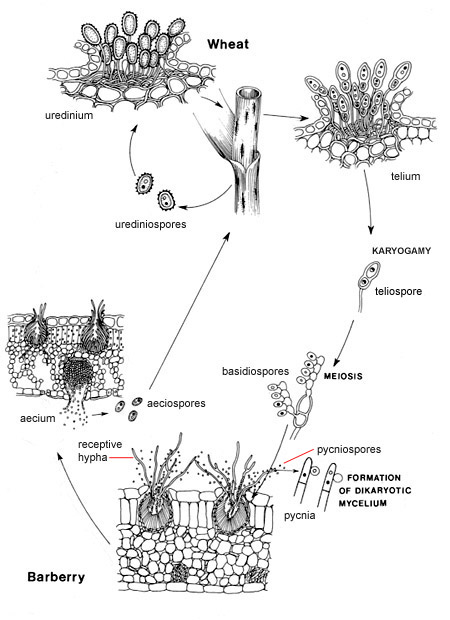 Wheat
uredinium
urediniospores
telium
KARYOGAMY
teliospore
basidiospores
MEIOSIS
aecium
aeciospores
receptive
hypha
pycniospores
pycnia
FORMATION
OF DIKARYOTIC
MYCELIUM
Barberry